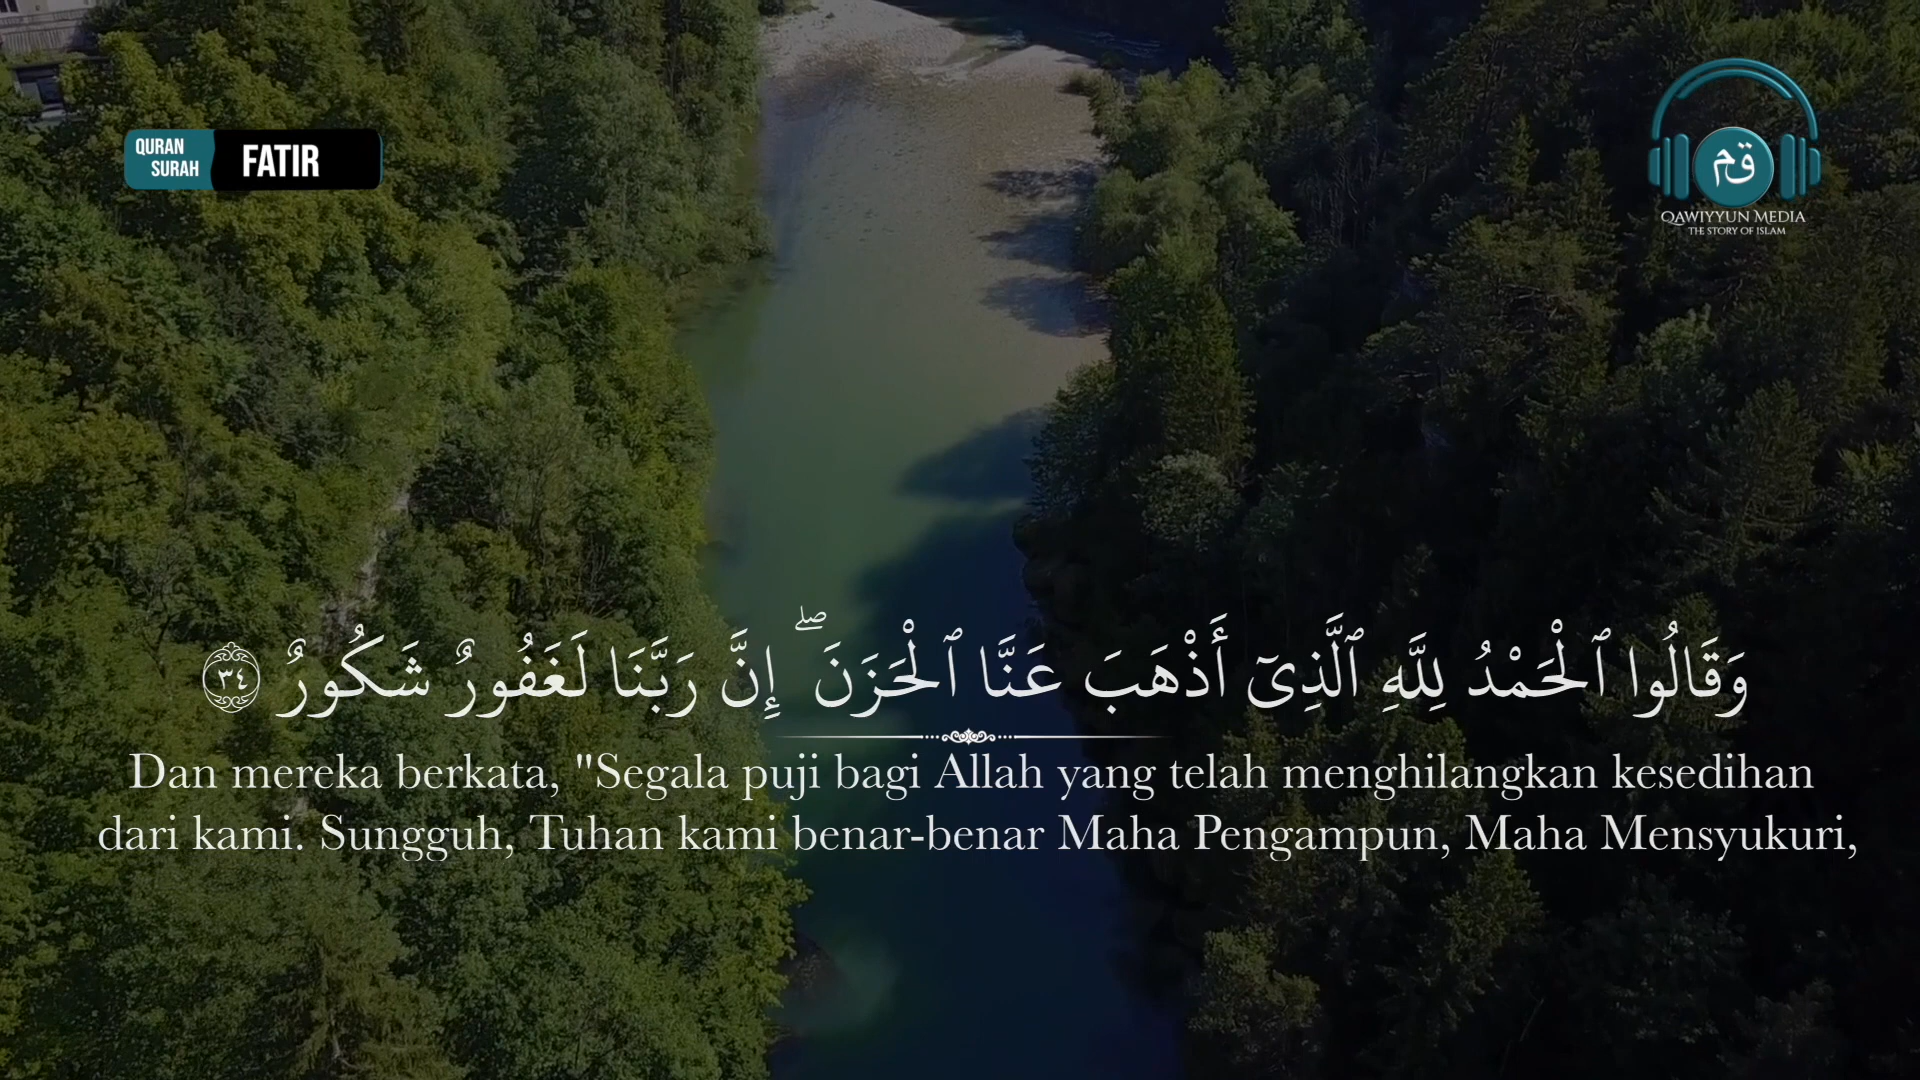 QURAN
SURAH
FATIR
قم
QAWIYYUN MEDIA
THE STORY OF ISLAM
وَقَالُوا ٱلْحَمْدُ لِلَّهِ ٱلَّذِىٓ أَذْهَبَ عَنَّا ٱلْحَزَنَ ۖ إِنَّ رَبَّنَا لَغَفُورٌ شَكُورٌ ٣٤
Dan mereka berkata, "Segala puji bagi Allah yang telah menghilangkan kesedihan
dari kami. Sungguh, Tuhan kami benar-benar Maha Pengampun, Maha Mensyukuri,